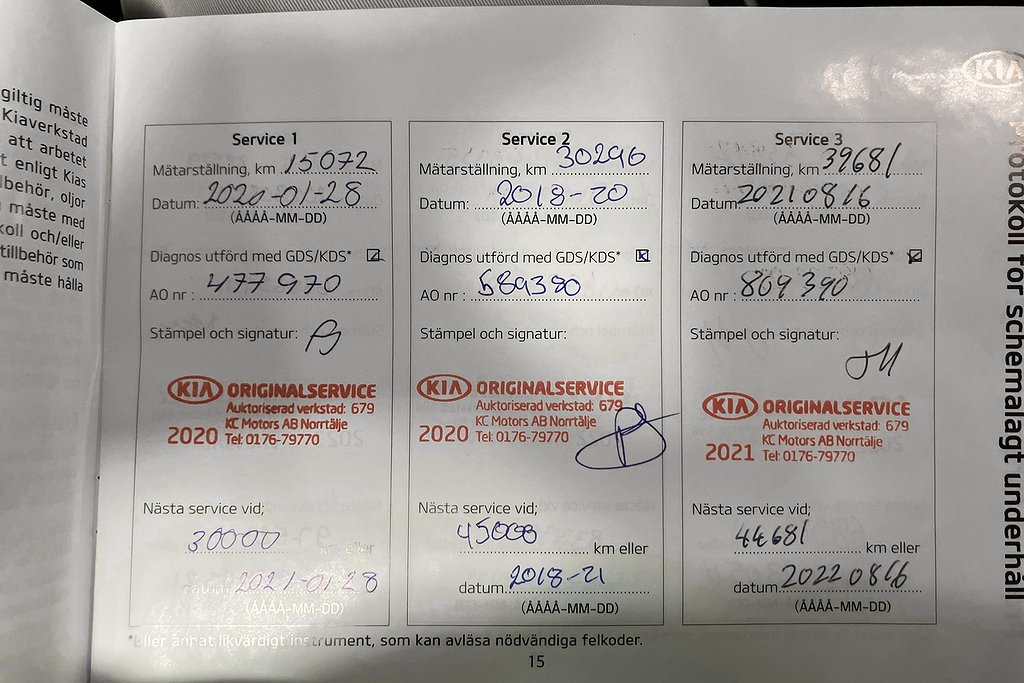 giltig måste
Kiaverkstad
att arbetet
t enligt Kias
lbehör, oljor
måste med
koll och/eller
tillbehör som
måste hålla
Service 1
Mätarställning, km 15072
Datum: 2020-01-28
(ÅÅÅÅ-MM-DD)
Diagnos utförd med GDS/KDS*
AO nr : 477970
Stämpel och signatur:
KIA ORIGINALSERVICE
Auktoriserad verkstad: 679
KC Motors AB Norrtälje
2020 Tel: 0176-79770
Nästa service vid;
30000
km eller
datum 2021-01-28
(ÅÅÅÅ-MM-DD)
Service 2
Mätarställning, km 30296
Datum: 2018-20
(ÅÅÅÅ-MM-DD)
Diagnos utförd med GDS/KDS*
AO nr : 589380
Stämpel och signatur:
KIA ORIGINALSERVICE
Auktoriserad verkstad: 679
KC Motors AB Norrtälje
2020 Tel: 0176-79770
Nästa service vid;
45000
km eller
datum 2018-21
(ÅÅÅÅ-MM-DD)
Service 3
Mätarställning, km 39681
Datum 20210816
(ÅÅÅÅ-MM-DD)
Diagnos utförd med GDS/KDS*
AO nr : 809390
Stämpel och signatur:
JM
KIA ORIGINALSERVICE
Auktoriserad verkstad: 679
KC Motors AB Norrtälje
2021 Tel: 0176-79770
Nästa service vid;
44681
km eller
datum 20220816
(ÅÅÅÅ-MM-DD)
*Eller annat likvärdigt instrument, som kan avläsa nödvändiga felkoder.
15
KIA
rotokoll för schemalagt underhåll